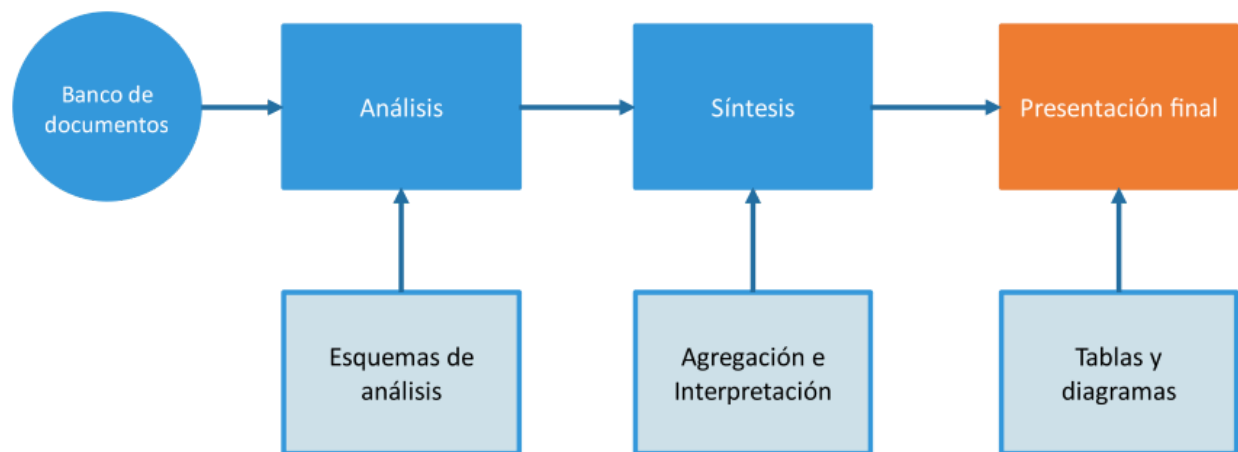 Banco de
documentos
Análisis
Síntesis
Presentación final
Esquemas de
análisis
Agregación e
Interpretación
Tablas y
diagramas